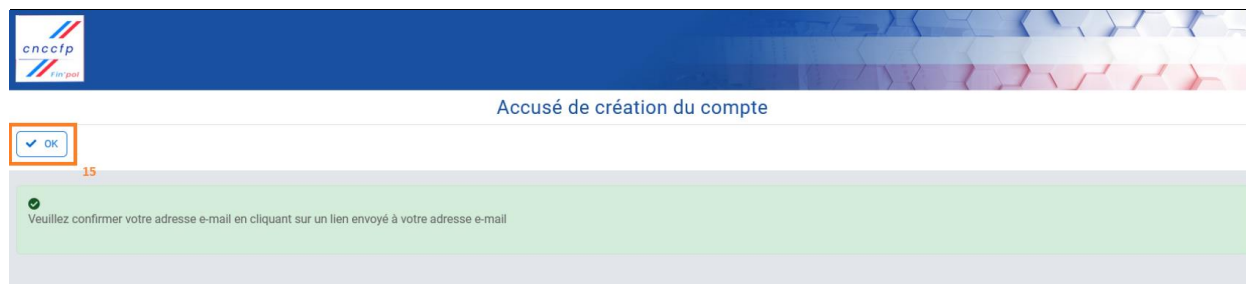 cnccfp
Fin'pol
Accusé de création du compte
OK
15
Veuillez confirmer votre adresse e-mail en cliquant sur un lien envoyé à votre adresse e-mail